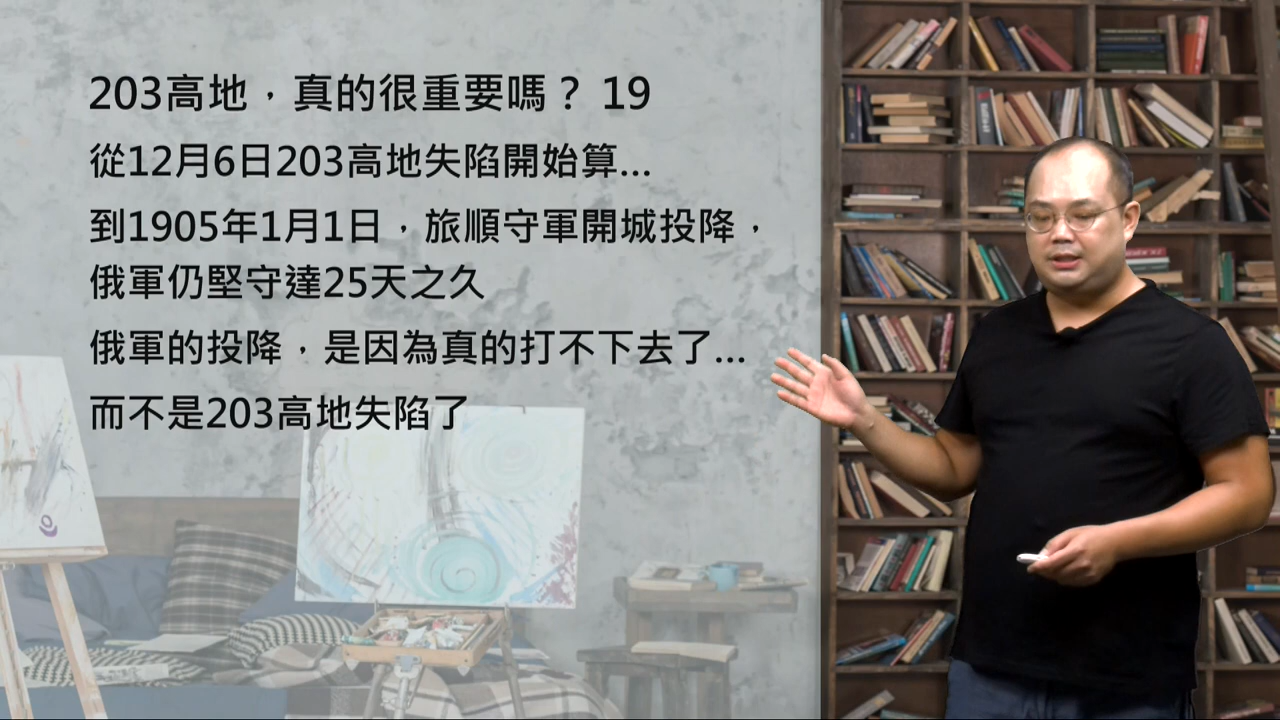 203高地，真的很重要嗎？ 19
從12月6日203高地失陷開始算…
到1905年1月1日，旅順守軍開城投降，
俄軍仍堅守達25天之久
俄軍的投降，是因為真的打不下去了…
而不是203高地失陷了